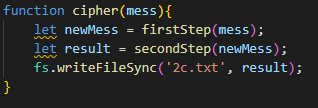 function cipher(mess){
let newMess = firstStep(mess);
let result = secondStep(newMess);
fs.writeFileSync('2c.txt', result);
}